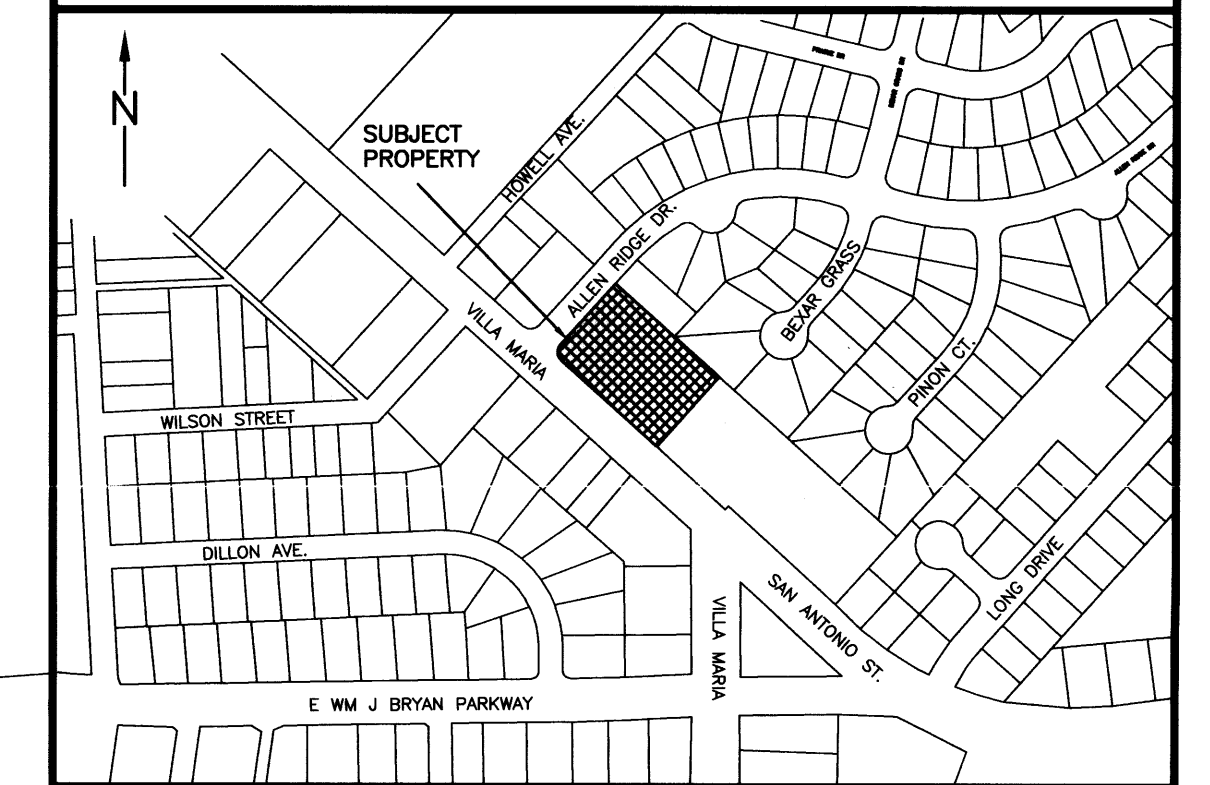 N
SUBJECT
PROPERTY
HOWELL AVE.
ALLEN RIDGE DR.
BEXAR GRASS
PINON CT.
VILLA MARIA
WILSON STREET
DILLON AVE.
LONG DRIVE
SAN ANTONIO ST.
VILLA MARIA
E WM J BRYAN PARKWAY